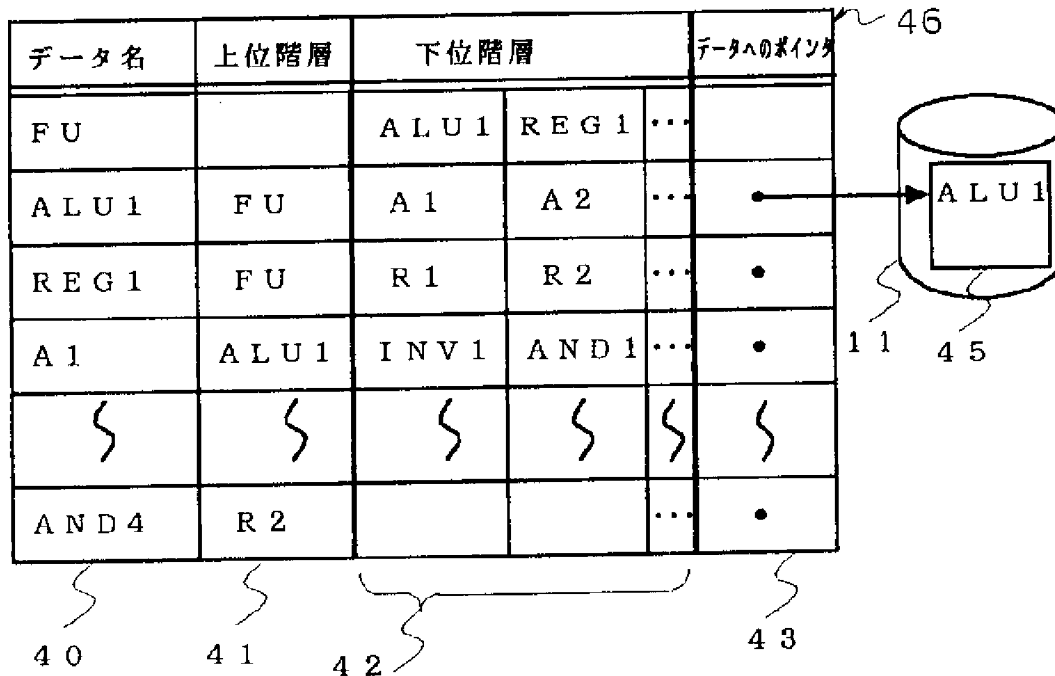 46
データ名 上位階層 下位階層 データへのポインタ
FU ALU1 REG1 ...
ALU1 FU A1 A2 ...
ALU1
REG1 FU R1 R2 ...
A1 ALU1 INV1 AND1 ...
11 45
AND4 R2 ...
40 41 42 43